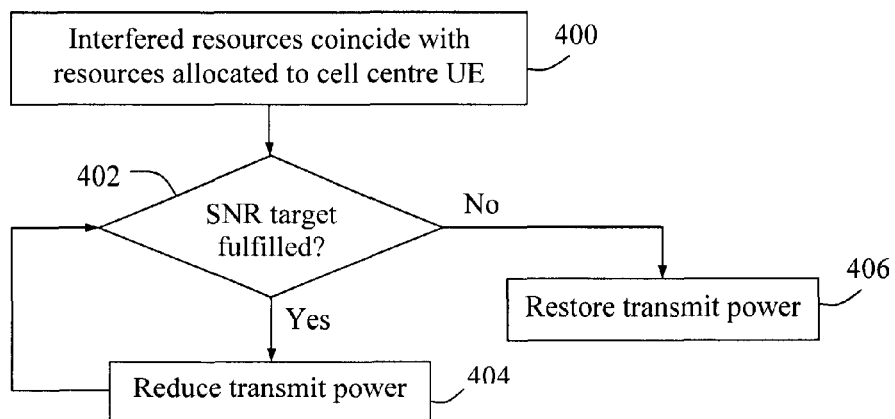 Interfered resources coincide with
resources allocated to cell centre UE
400
402
SNR target
fulfilled?
No
Yes
Restore transmit power
406
Reduce transmit power
404